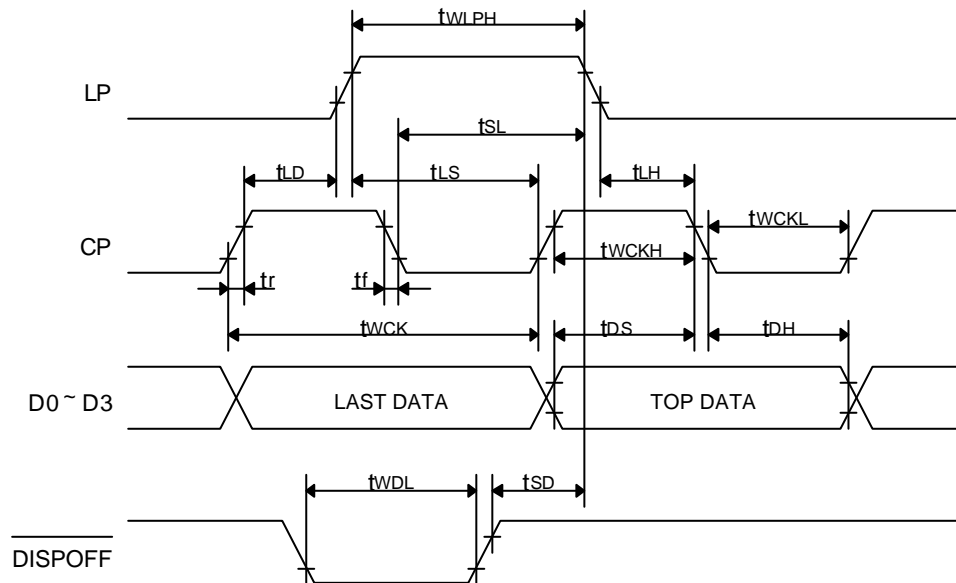 tWLPH
LP
tSL
tLD
tLS
tLH
tWCKL
CP
tWCKH
tr
tf
tWCK
tDS
tDH
D0 ~ D3
LAST DATA
TOP DATA
tWDL
tSD
DISPOFF